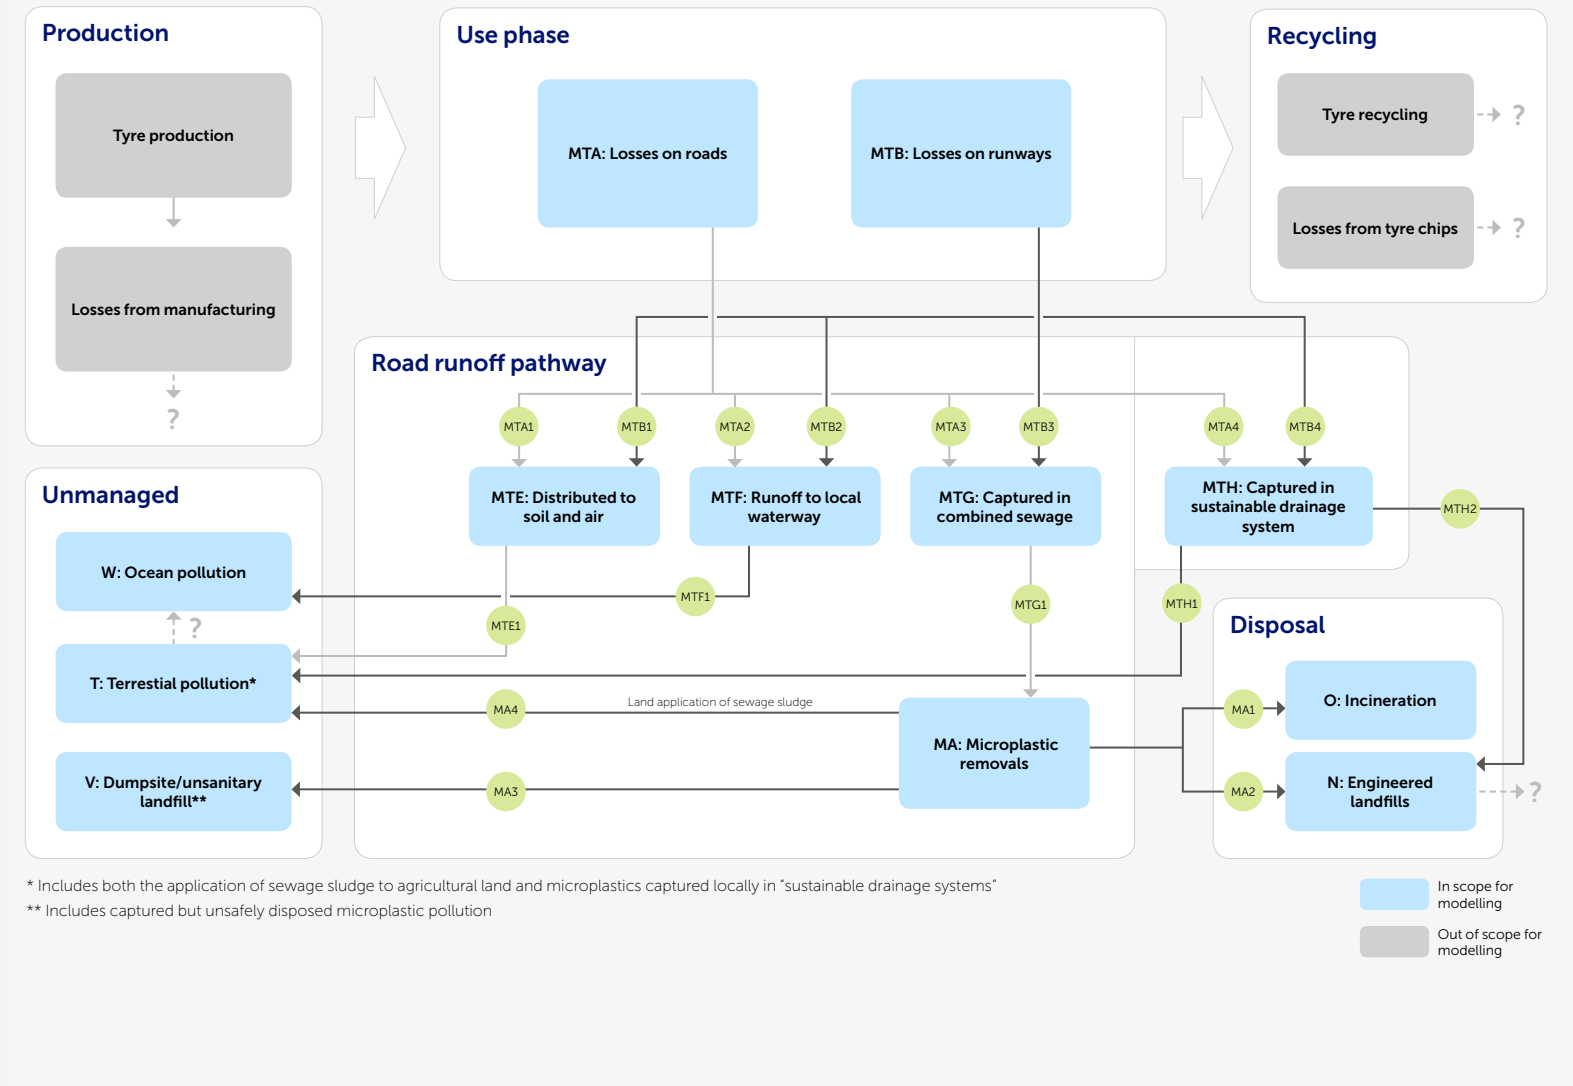 Production
Tyre production
Losses from manufacturing
?
Use phase
MTA: Losses on roads
MTB: Losses on runways
Recycling
Tyre recycling
?
Losses from tyre chips
?
Road runoff pathway
MTA1
MTB1
MTA2
MTB2
MTA3
MTB3
MTA4
MTB4
MTE: Distributed to
soil and air
MTF: Runoff to local
waterway
MTG: Captured in
combined sewage
MTH: Captured in
sustainable drainage
system
MTH2
Unmanaged
W: Ocean pollution
?
T: Terrestial pollution*
V: Dumpsite/unsanitary
landfill**
MTF1
MTE1
MTG1
MTH1
MA4
Land application of sewage sludge
MA3
MA: Microplastic
removals
MA1
MA2
Disposal
O: Incineration
N: Engineered
landfills
?
* Includes both the application of sewage sludge to agricultural land and microplastics captured locally in “sustainable drainage systems”
** Includes captured but unsafely disposed microplastic pollution
In scope for
modelling
Out of scope for
modelling